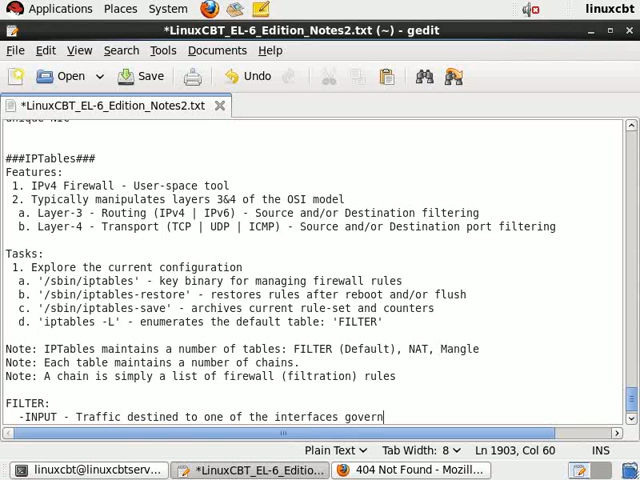 Applications Places System linuxcbt
*LinuxCBT_EL-6_Edition_Notes2.txt (~) - gedit
File Edit View Search Tools Documents Help
Open Save Undo
*LinuxCBT_EL-6_Edition_Notes2.txt
unique NIC
###IPTables###
Features:
1. IPv4 Firewall - User-space tool
2. Typically manipulates layers 3&4 of the OSI model
a. Layer-3 - Routing (IPv4 | IPv6) - Source and/or Destination filtering
b. Layer-4 - Transport (TCP | UDP | ICMP) - Source and/or Destination port filtering
Tasks:
1. Explore the current configuration
a. '/sbin/iptables' - key binary for managing firewall rules
b. '/sbin/iptables-restore' - restores rules after reboot and/or flush
c. '/sbin/iptables-save' - archives current rule-set and counters
d. 'iptables -L' - enumerates the default table: 'FILTER'
Note: IPTables maintains a number of tables: FILTER (Default), NAT, Mangle
Note: Each table maintains a number of chains.
Note: A chain is simply a list of firewall (filtration) rules
FILTER:
-INPUT - Traffic destined to one of the interfaces govern
Plain Text Tab Width: 8 Ln 1903, Col 60 INS
linuxcbt@linuxcbtserv... *LinuxCBT_EL-6_Editio... 404 Not Found - Mozill...